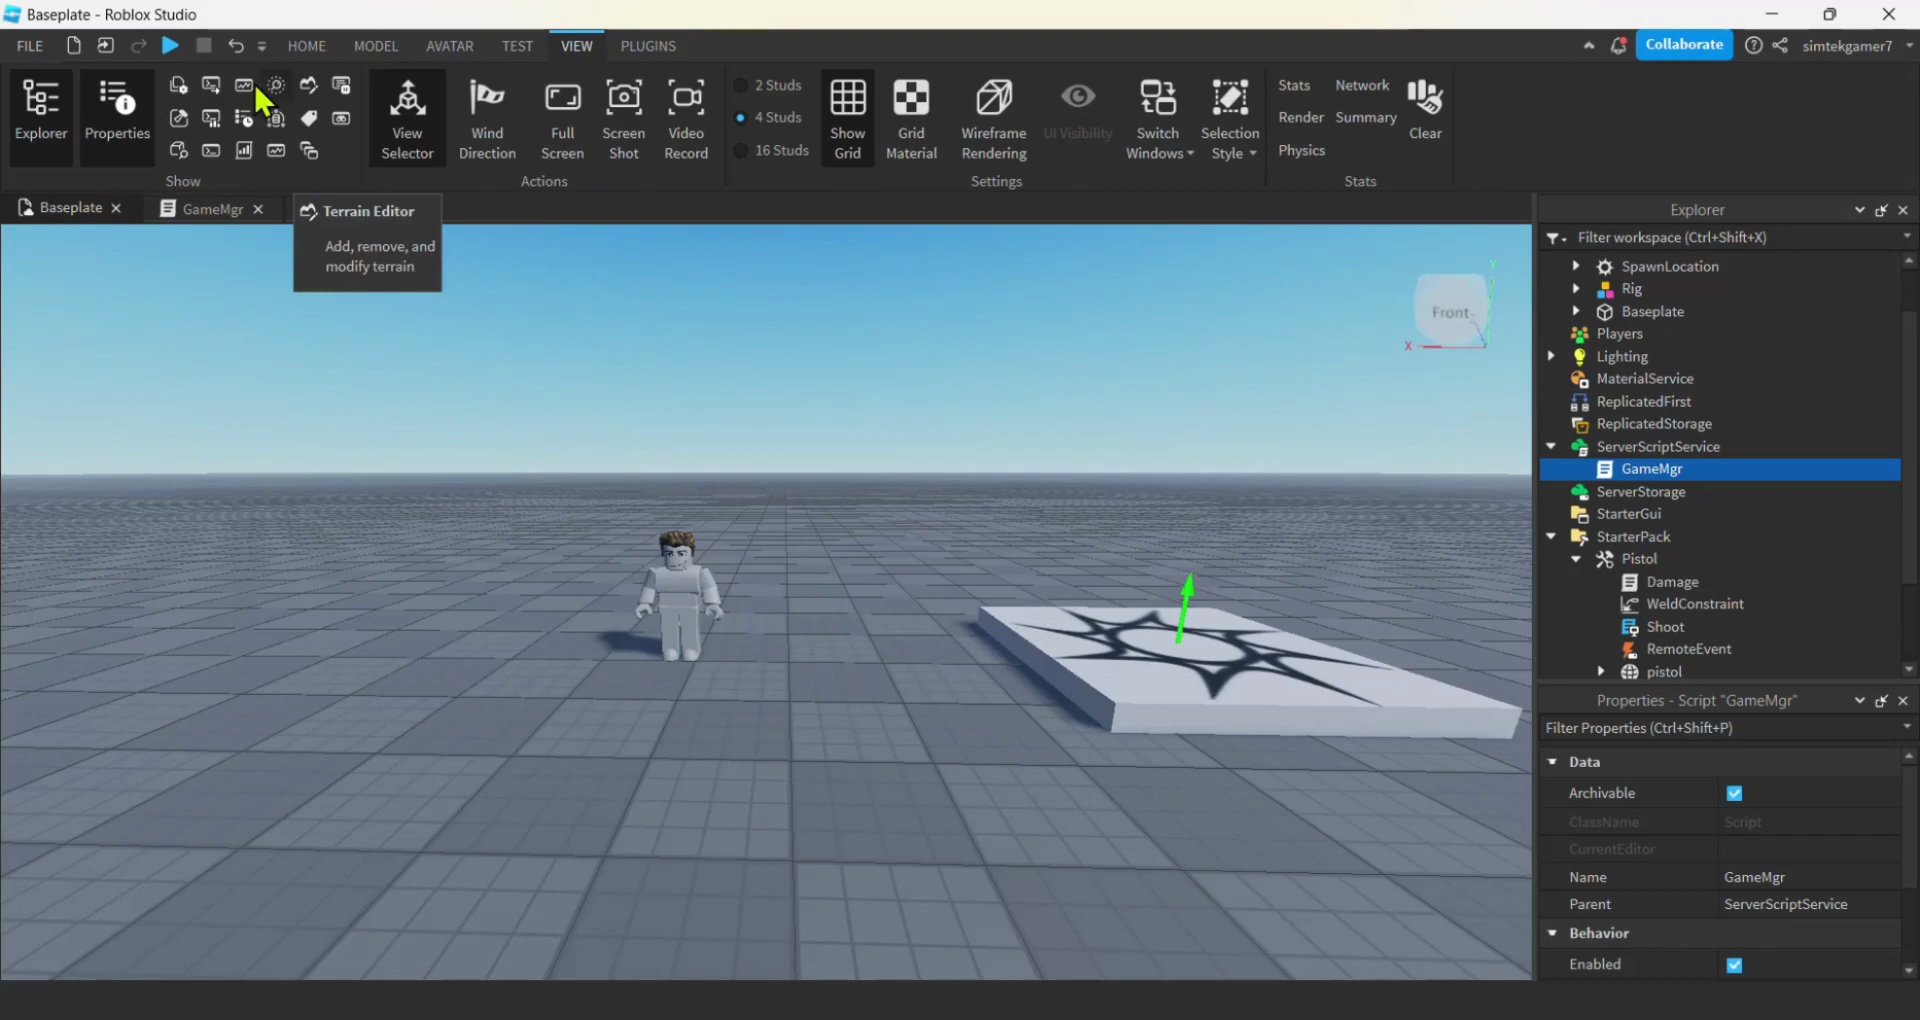 Baseplate - Roblox Studio
FILE HOME MODEL AVATAR TEST VIEW PLUGINS Collaborate simtekgamer7
Explorer
Properties
View Selector
Wind Direction
Full Screen
Screen Shot
Video Record
2 Studs
4 Studs
16 Studs
Show Grid
Grid Material
Wireframe Rendering
UI Visibility
Switch Windows
Selection Style
Stats Network
Render Summary
Physics
Clear
Show Actions Settings Stats
Baseplate GameMgr
Terrain Editor
Add, remove, and
modify terrain
Front
X
Y
Z
Explorer
Filter workspace (Ctrl+Shift+X)
SpawnLocation
Rig
Baseplate
Players
Lighting
MaterialService
ReplicatedFirst
ReplicatedStorage
ServerScriptService
GameMgr
ServerStorage
StarterGui
StarterPack
Pistol
Damage
WeldConstraint
Shoot
RemoteEvent
pistol
Properties - Script "GameMgr"
Filter Properties (Ctrl+Shift+P)
Data
Archivable
ClassName Script
CurrentEditor
Name GameMgr
Parent ServerScriptService
Behavior
Enabled